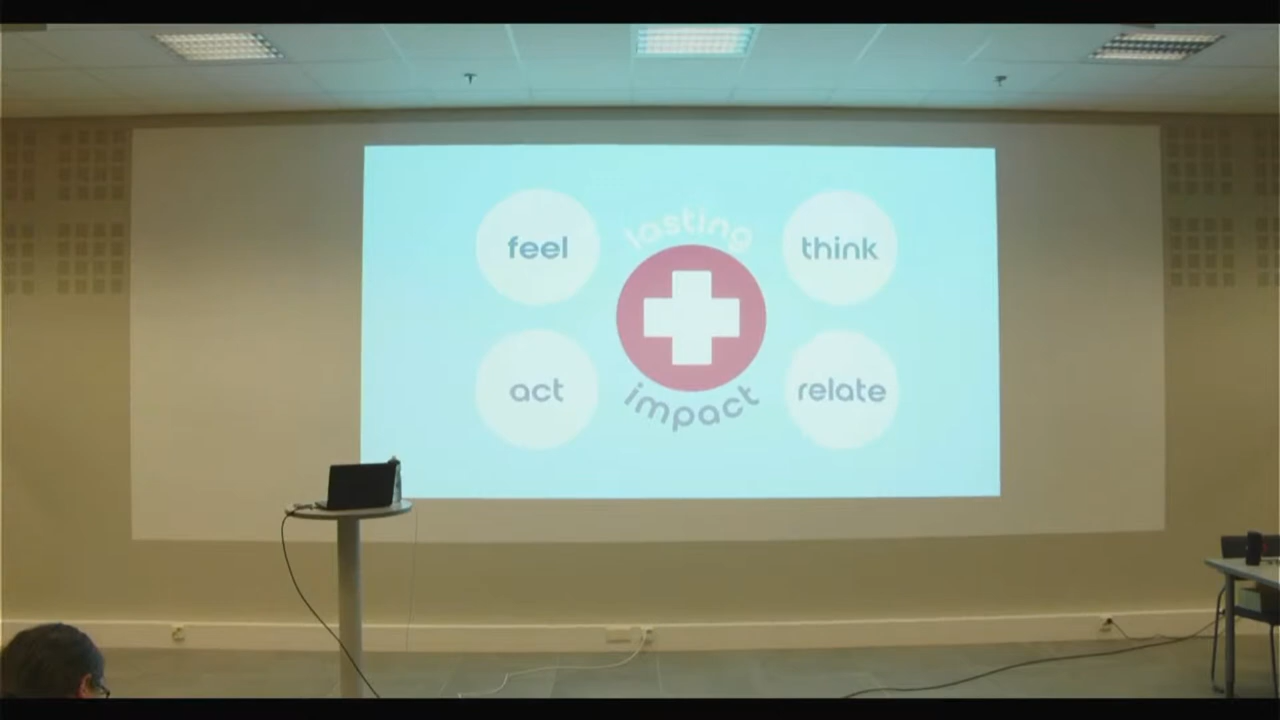 lasting
feel
think
act
relate
impact